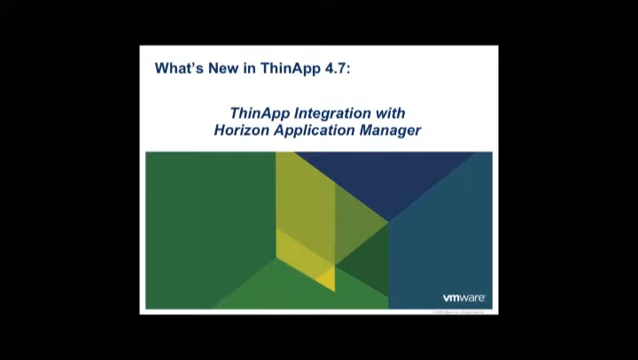 What's New in ThinApp 4.7:
ThinApp Integration with
Horizon Application Manager
vmware